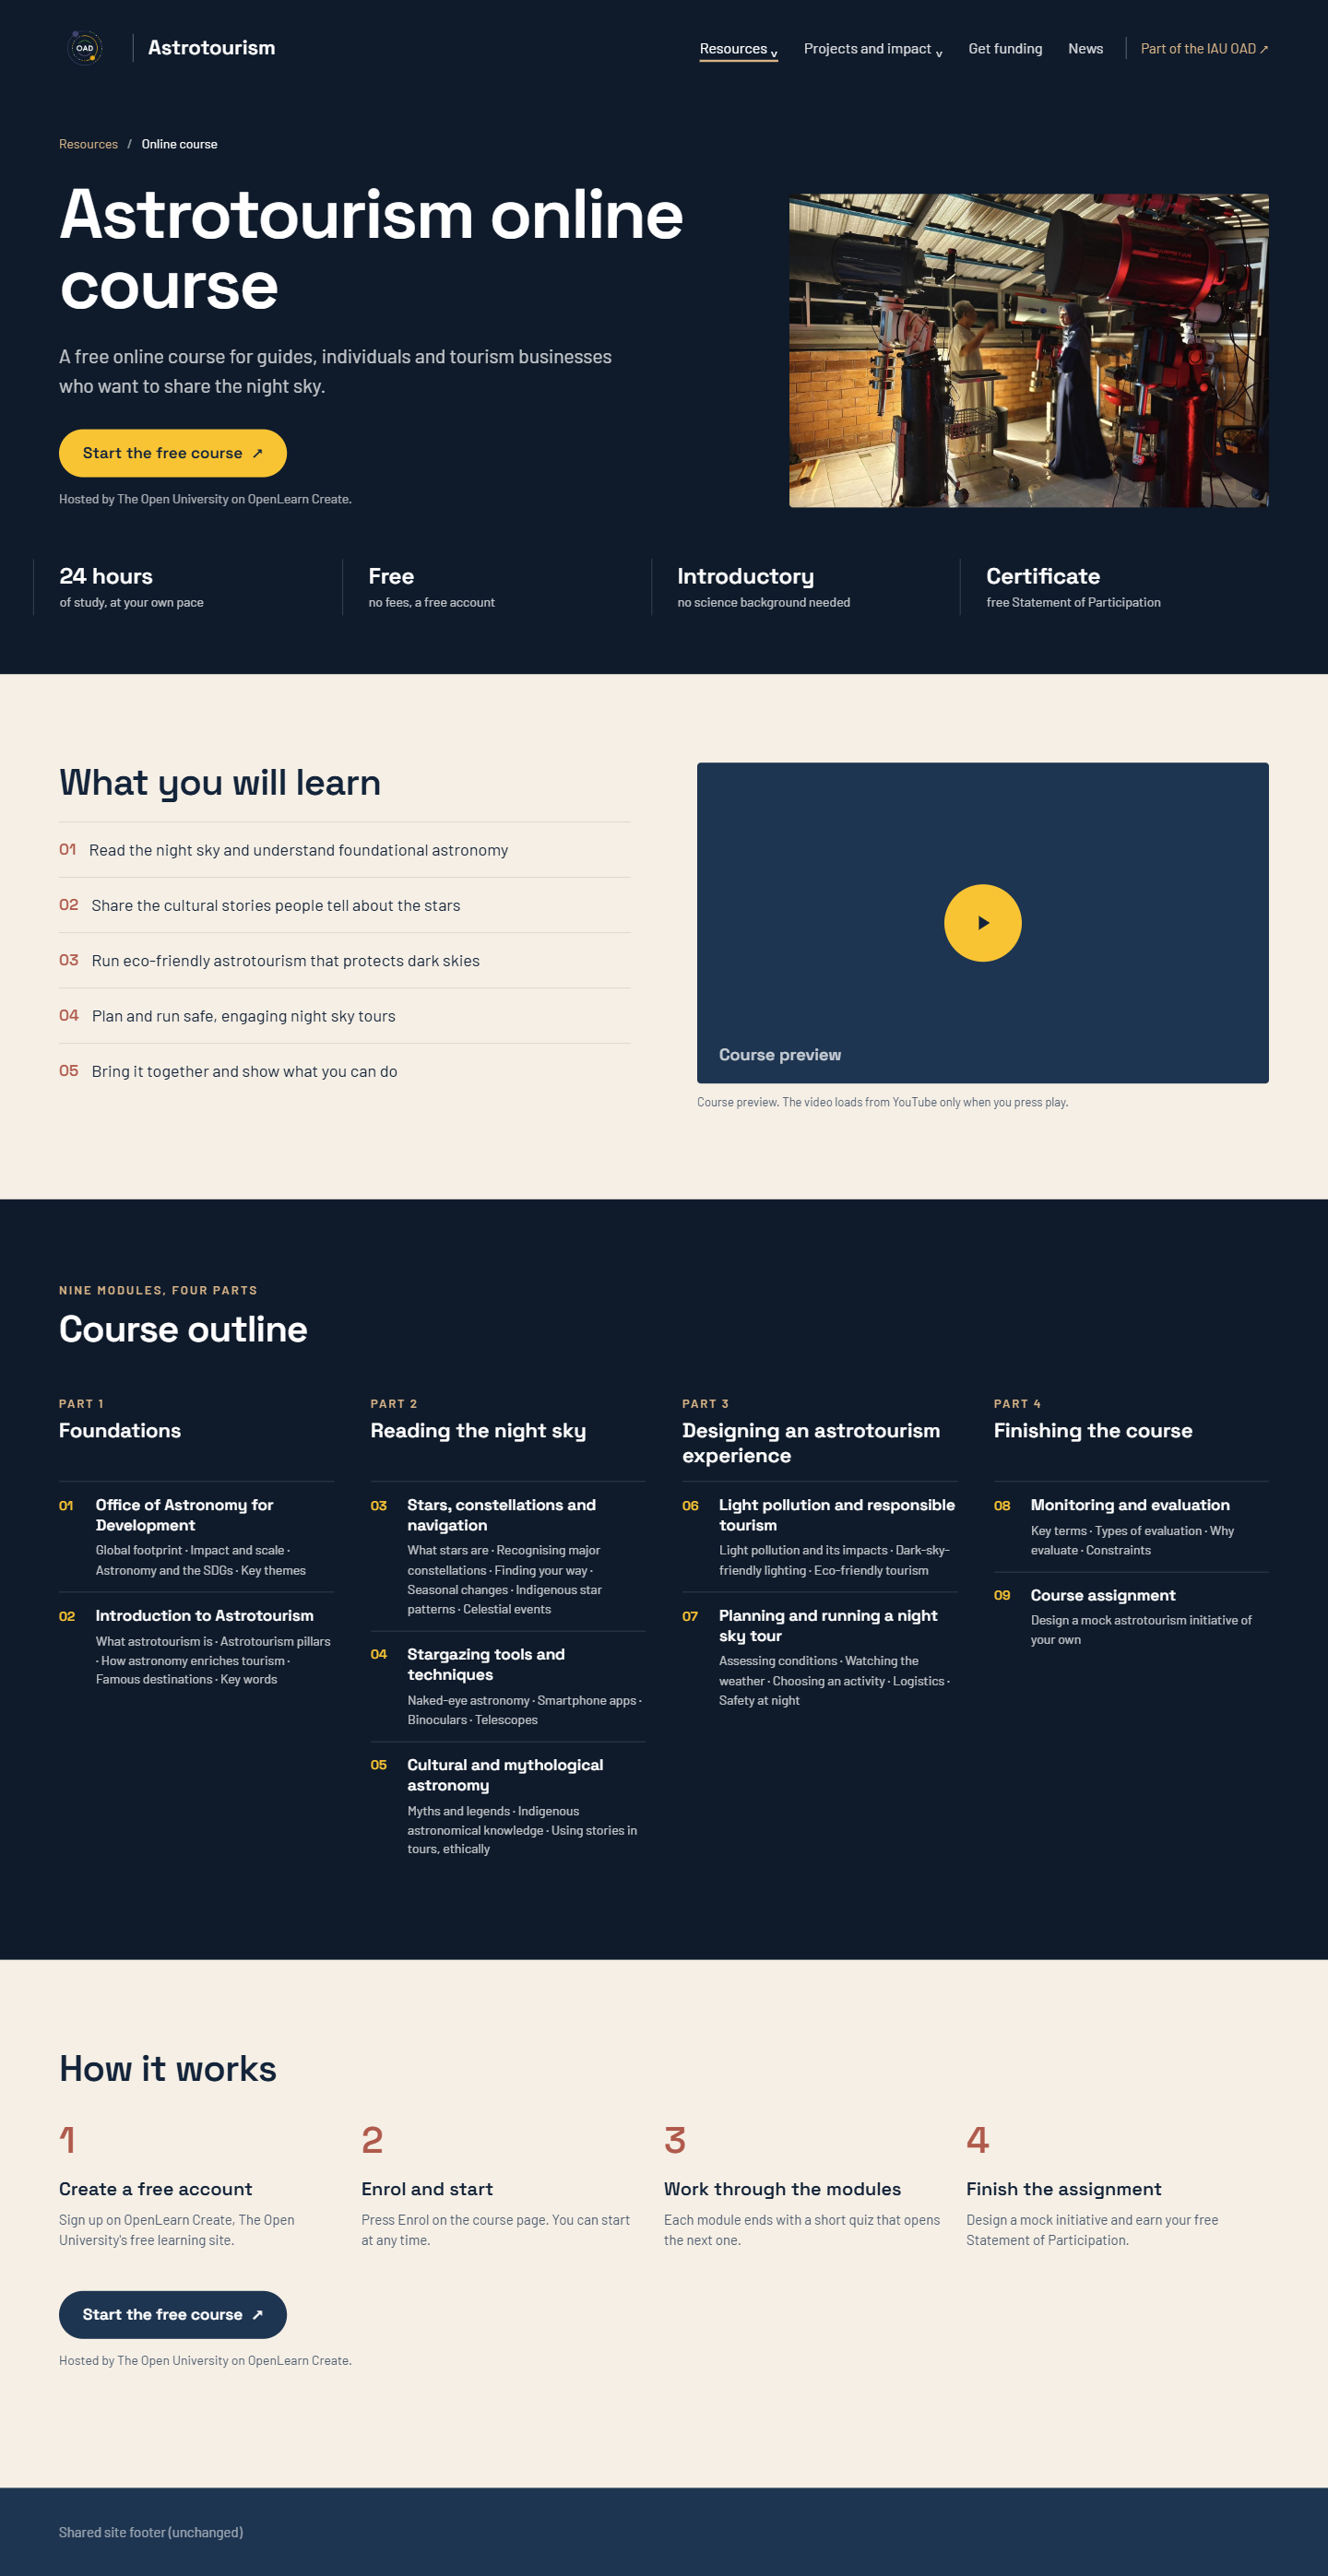 OAD
Astrotourism
Resources
Projects and impact
Get funding
News
Part of the IAU OAD ↗
Resources / Online course
Astrotourism online
course
A free online course for guides, individuals and tourism businesses
who want to share the night sky.
Start the free course ↗
Hosted by The Open University on OpenLearn Create.
24 hours
of study, at your own pace
Free
no fees, a free account
Introductory
no science background needed
Certificate
free Statement of Participation
What you will learn
01 Read the night sky and understand foundational astronomy
02 Share the cultural stories people tell about the stars
03 Run eco-friendly astrotourism that protects dark skies
04 Plan and run safe, engaging night sky tours
05 Bring it together and show what you can do
Course preview
Course preview. The video loads from YouTube only when you press play.
NINE MODULES, FOUR PARTS
Course outline
PART 1
Foundations
01 Office of Astronomy for
Development
Global footprint · Impact and scale ·
Astronomy and the SDGs · Key themes
02 Introduction to Astrotourism
What astrotourism is · Astrotourism pillars
· How astronomy enriches tourism ·
Famous destinations · Key words
PART 2
Reading the night sky
03 Stars, constellations and
navigation
What stars are · Recognising major
constellations · Finding your way ·
Seasonal changes · Indigenous star
patterns · Celestial events
04 Stargazing tools and
techniques
Naked-eye astronomy · Smartphone apps ·
Binoculars · Telescopes
05 Cultural and mythological
astronomy
Myths and legends · Indigenous
astronomical knowledge · Using stories in
tours, ethically
PART 3
Designing an astrotourism
experience
06 Light pollution and responsible
tourism
Light pollution and its impacts · Dark-sky-
friendly lighting · Eco-friendly tourism
07 Planning and running a night
sky tour
Assessing conditions · Watching the
weather · Choosing an activity · Logistics ·
Safety at night
PART 4
Finishing the course
08 Monitoring and evaluation
Key terms · Types of evaluation · Why
evaluate · Constraints
09 Course assignment
Design a mock astrotourism initiative of
your own
How it works
1
Create a free account
Sign up on OpenLearn Create, The Open
University's free learning site.
2
Enrol and start
Press Enrol on the course page. You can start
at any time.
3
Work through the modules
Each module ends with a short quiz that opens
the next one.
4
Finish the assignment
Design a mock initiative and earn your free
Statement of Participation.
Start the free course ↗
Hosted by The Open University on OpenLearn Create.
Shared site footer (unchanged)